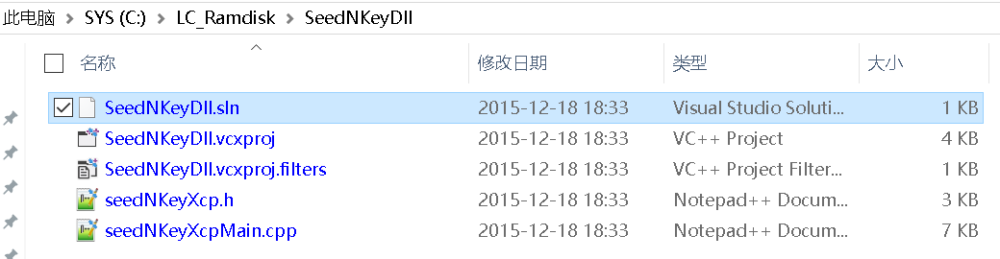 此电脑 > SYS (C:) > LC_Ramdisk > SeedNKeyDll
名称 修改日期 类型 大小
SeedNKeyDll.sln 2015-12-18 18:33 Visual Studio Soluti... 1 KB
SeedNKeyDll.vcxproj 2015-12-18 18:33 VC++ Project 4 KB
SeedNKeyDll.vcxproj.filters 2015-12-18 18:33 VC++ Project Filter... 1 KB
seedNKeyXcp.h 2015-12-18 18:33 Notepad++ Docum... 3 KB
seedNKeyXcpMain.cpp 2015-12-18 18:33 Notepad++ Docum... 7 KB